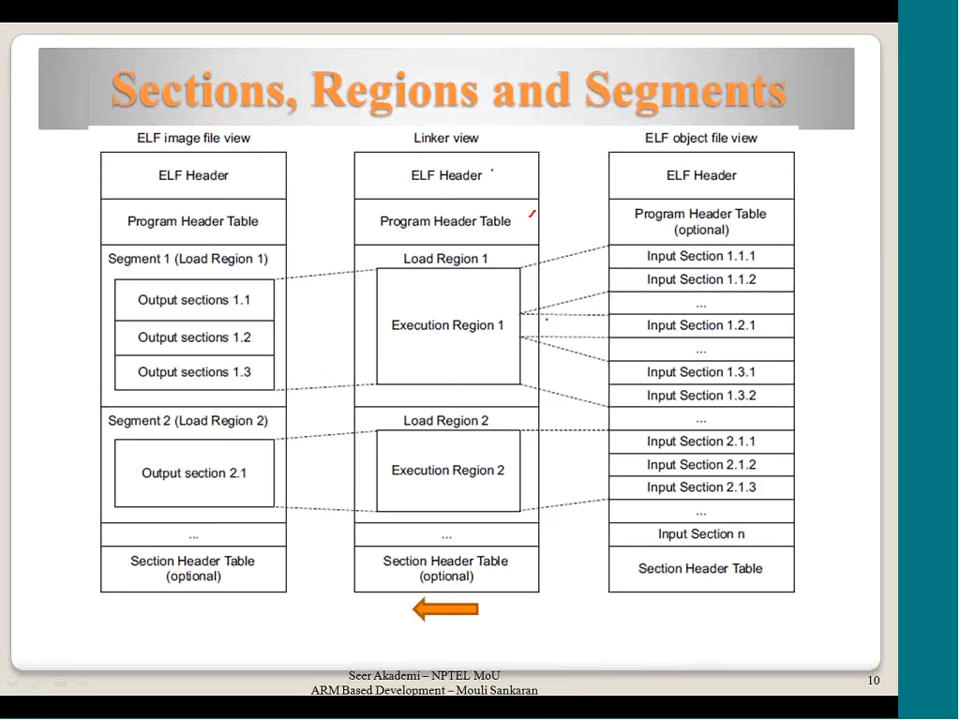 Sections, Regions and Segments
ELF image file view
ELF Header
Program Header Table
Segment 1 (Load Region 1)
Output sections 1.1
Output sections 1.2
Output sections 1.3
Segment 2 (Load Region 2)
Output section 2.1
...
Section Header Table
(optional)
Linker view
ELF Header
Program Header Table
Load Region 1
Execution Region 1
Load Region 2
Execution Region 2
...
Section Header Table
(optional)
ELF object file view
ELF Header
Program Header Table
(optional)
Input Section 1.1.1
Input Section 1.1.2
...
Input Section 1.2.1
...
Input Section 1.3.1
Input Section 1.3.2
...
Input Section 2.1.1
Input Section 2.1.2
Input Section 2.1.3
...
Input Section n
Section Header Table
Seer Akademi – NPTEL MoU
ARM Based Development – Mouli Sankaran
10